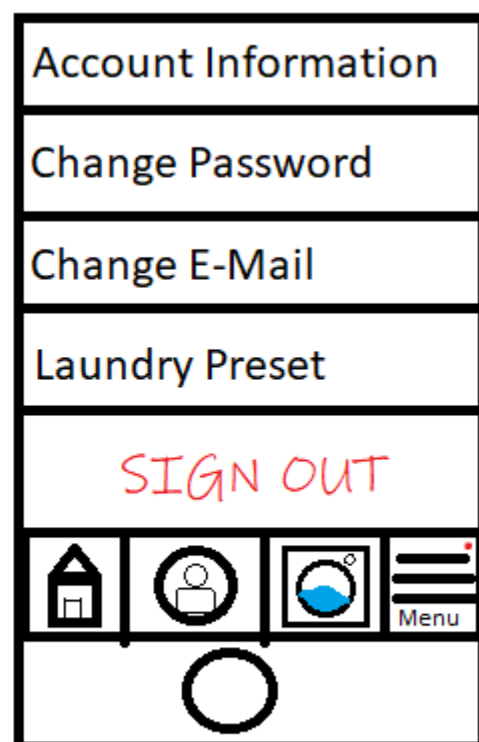 Account Information
Change Password
Change E-Mail
Laundry Preset
SIGN OUT
Menu